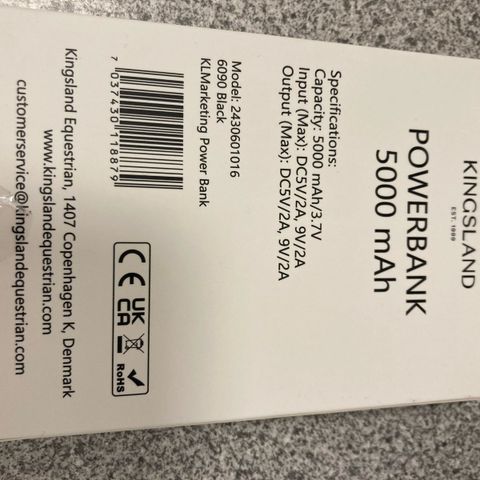 KINGSLAND
EST. 1999
POWERBANK
5000 mAh
Specifications:
Capacity: 5000 mAh/3.7V
Input (Max): DC5V/2A, 9V/2A
Output (Max): DC5V/2A, 9V/2A
Model: 2430601016
6090 Black
KLMarketing Power Bank
7 037430 118879
CE UK CA RoHS
Kingsland Equestrian, 1407 Copenhagen K, Denmark
www.kingslandequestrian.com
customerservice@kingslandequestrian.com